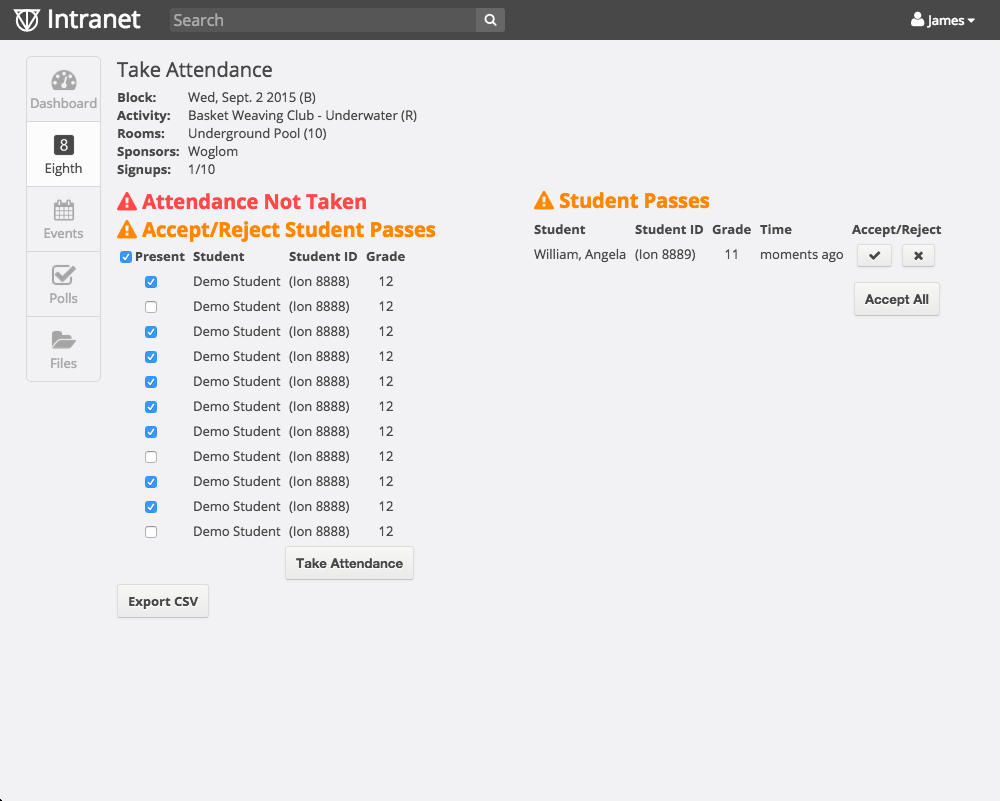 Intranet Search James
Take Attendance
Block: Wed, Sept. 2 2015 (B)
Activity: Basket Weaving Club - Underwater (R)
Rooms: Underground Pool (10)
Sponsors: Woglom
Signups: 1/10
Dashboard
8
Eighth
Events
Polls
Files
Attendance Not Taken
Accept/Reject Student Passes
Present Student Student ID Grade
Demo Student (Ion 8888) 12
Demo Student (Ion 8888) 12
Demo Student (Ion 8888) 12
Demo Student (Ion 8888) 12
Demo Student (Ion 8888) 12
Demo Student (Ion 8888) 12
Demo Student (Ion 8888) 12
Demo Student (Ion 8888) 12
Demo Student (Ion 8888) 12
Demo Student (Ion 8888) 12
Demo Student (Ion 8888) 12
Take Attendance
Export CSV
Student Passes
Student Student ID Grade Time Accept/Reject
William, Angela (Ion 8889) 11 moments ago
Accept All